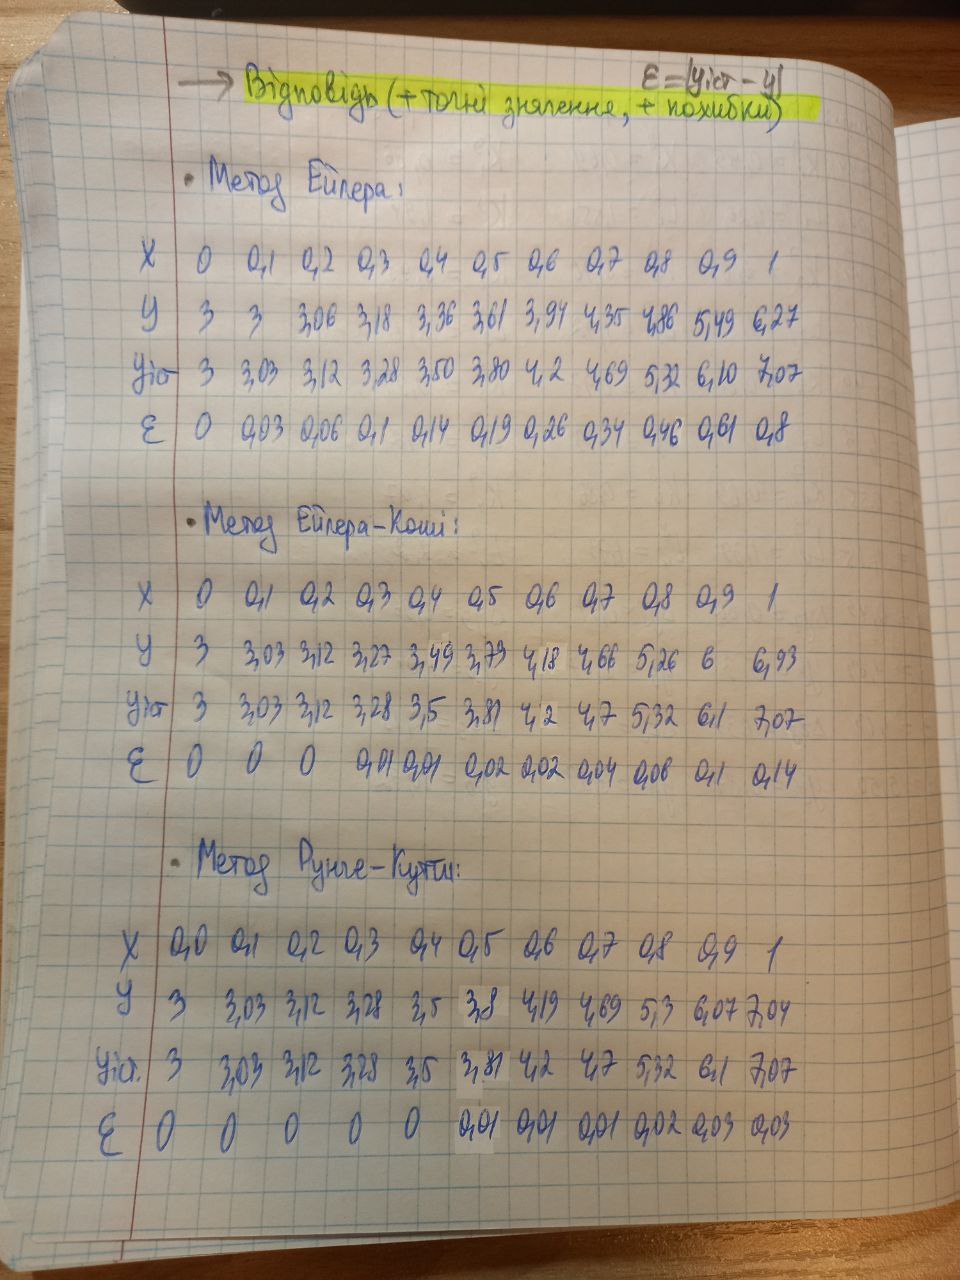 ε = |yіст - y|
→ Відповідь (+ точні значення, + похибки)
• Метод Ейлера:
x 0 0,1 0,2 0,3 0,4 0,5 0,6 0,7 0,8 0,9 1
y 3 3 3,06 3,18 3,36 3,61 3,94 4,35 4,86 5,49 6,27
yіст 3 3,03 3,12 3,28 3,50 3,80 4,2 4,69 5,32 6,10 7,07
ε 0 0,03 0,06 0,1 0,14 0,19 0,26 0,34 0,46 0,61 0,8
• Метод Ейлера-Коші:
x 0 0,1 0,2 0,3 0,4 0,5 0,6 0,7 0,8 0,9 1
y 3 3,03 3,12 3,27 3,49 3,79 4,18 4,66 5,26 6 6,93
yіст 3 3,03 3,12 3,28 3,5 3,81 4,2 4,7 5,32 6,1 7,07
ε 0 0 0 0,01 0,01 0,02 0,02 0,04 0,06 0,1 0,14
• Метод Рунге-Кутти:
x 0,0 0,1 0,2 0,3 0,4 0,5 0,6 0,7 0,8 0,9 1
y 3 3,03 3,12 3,28 3,5 3,8 4,19 4,69 5,3 6,07 7,04
yіст. 3 3,03 3,12 3,28 3,5 3,81 4,2 4,7 5,32 6,1 7,07
ε 0 0 0 0 0 0,01 0,01 0,01 0,02 0,03 0,03